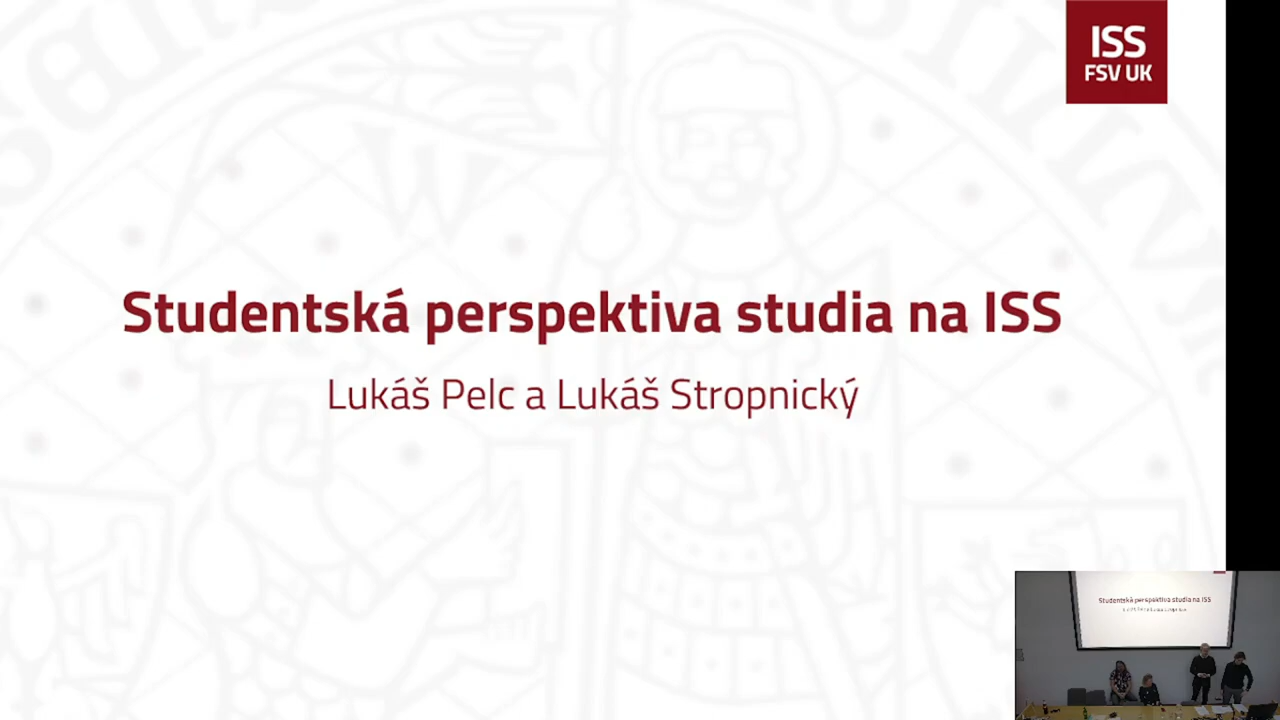 ISS
FSV UK
Studentská perspektiva studia na ISS
Lukáš Pelc a Lukáš Stropnický
Studentská perspektiva studia na ISS